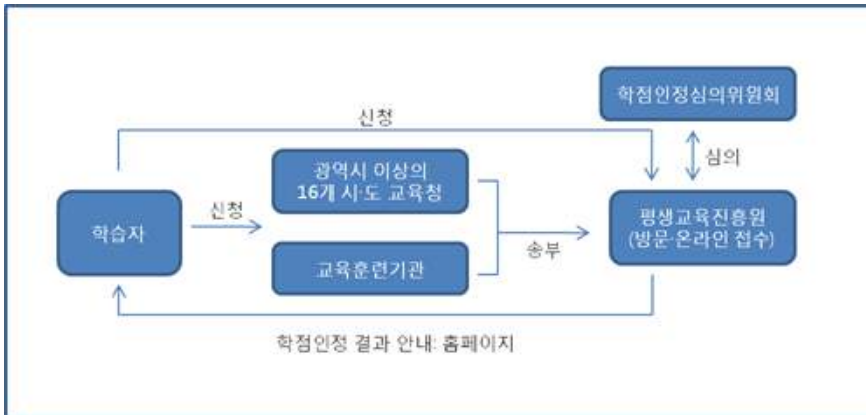 학점인정심의위원회
신청
심의
광역시 이상의
16개 시·도 교육청
학습자
신청
평생교육진흥원
(방문·온라인 접수)
송부
교육훈련기관
학점인정 결과 안내: 홈페이지